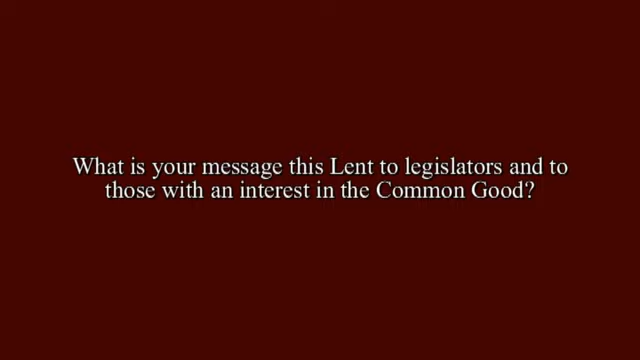 What is your message this Lent to legislators and to
those with an interest in the Common Good?